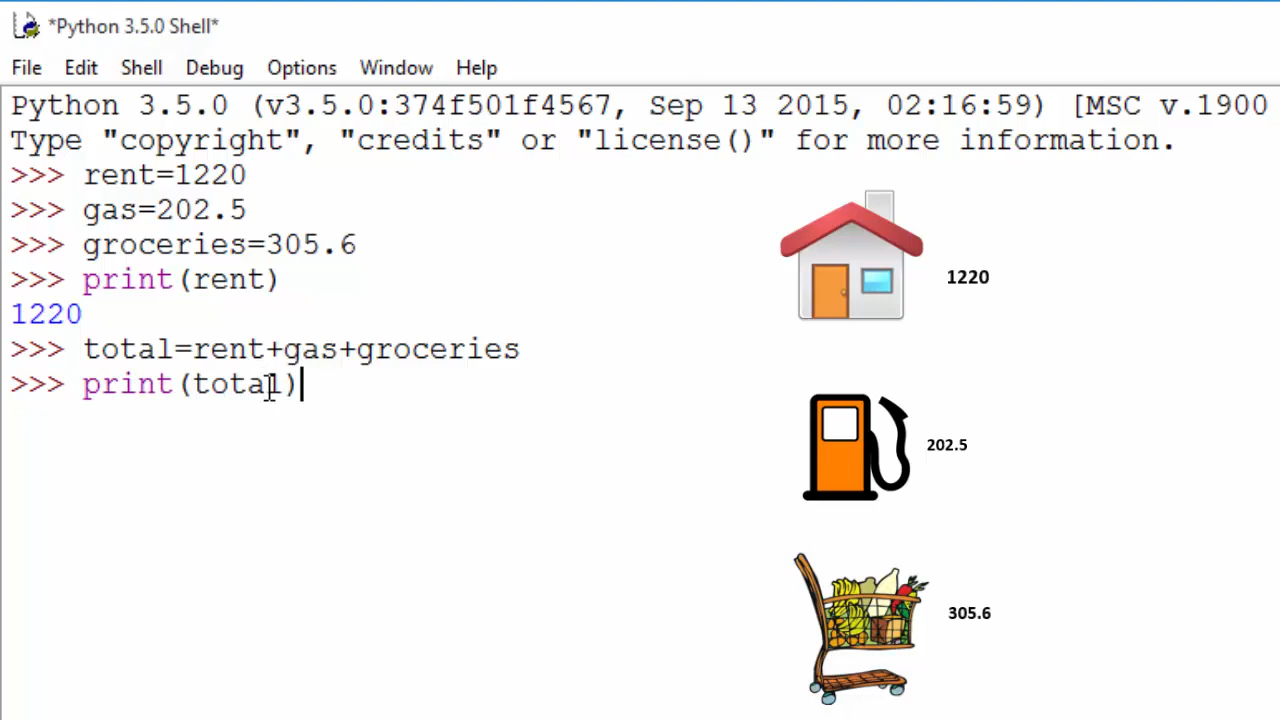 *Python 3.5.0 Shell*
File Edit Shell Debug Options Window Help
Python 3.5.0 (v3.5.0:374f501f4567, Sep 13 2015, 02:16:59) [MSC v.1900
Type "copyright", "credits" or "license()" for more information.
>>> rent=1220
>>> gas=202.5
>>> groceries=305.6
>>> print(rent)
1220
>>> total=rent+gas+groceries
>>> print(total)
1220
202.5
305.6